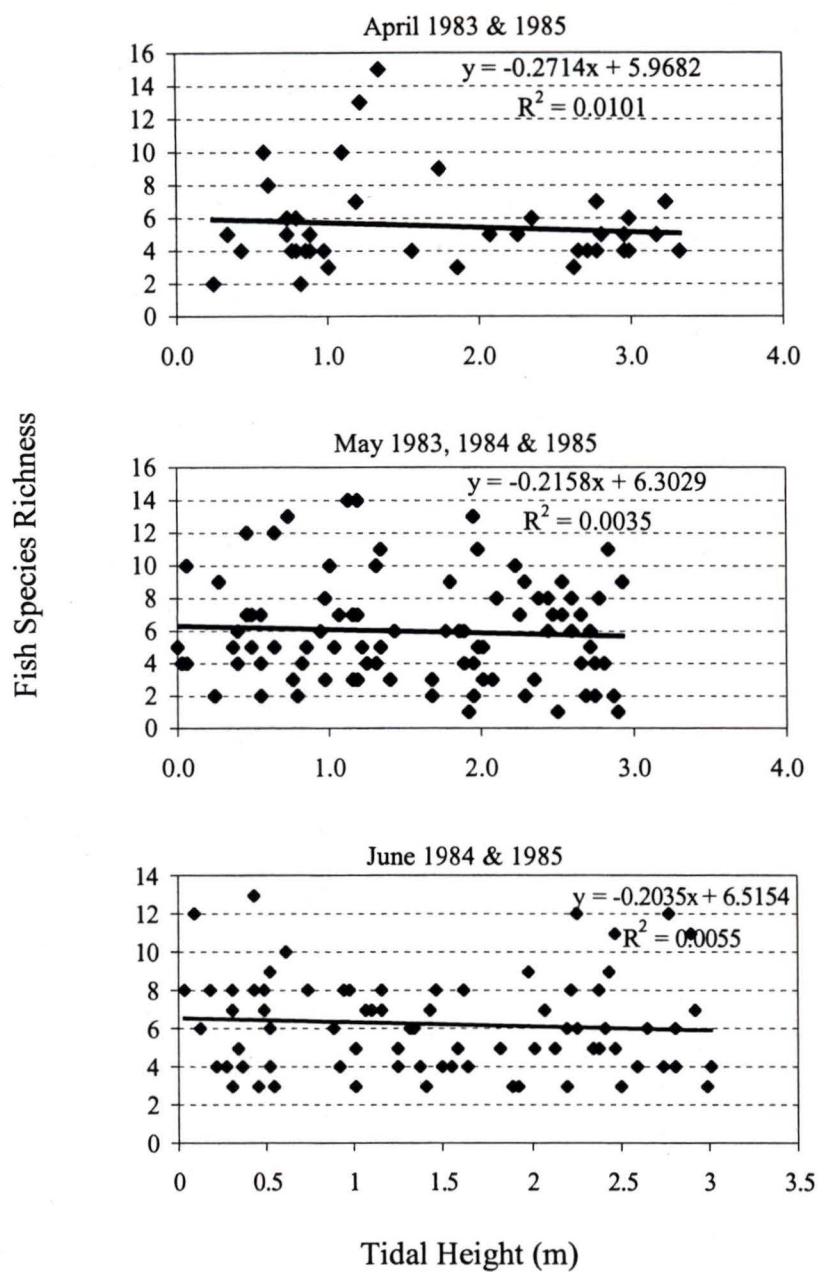 April 1983 & 1985
y = -0.2714x + 5.9682
R² = 0.0101
16
14
12
10
8
6
4
2
0
0.0 1.0 2.0 3.0 4.0
Fish Species Richness
May 1983, 1984 & 1985
y = -0.2158x + 6.3029
R² = 0.0035
16
14
12
10
8
6
4
2
0
0.0 1.0 2.0 3.0 4.0
June 1984 & 1985
y = -0.2035x + 6.5154
R² = 0.0055
14
12
10
8
6
4
2
0
0 0.5 1 1.5 2 2.5 3 3.5
Tidal Height (m)